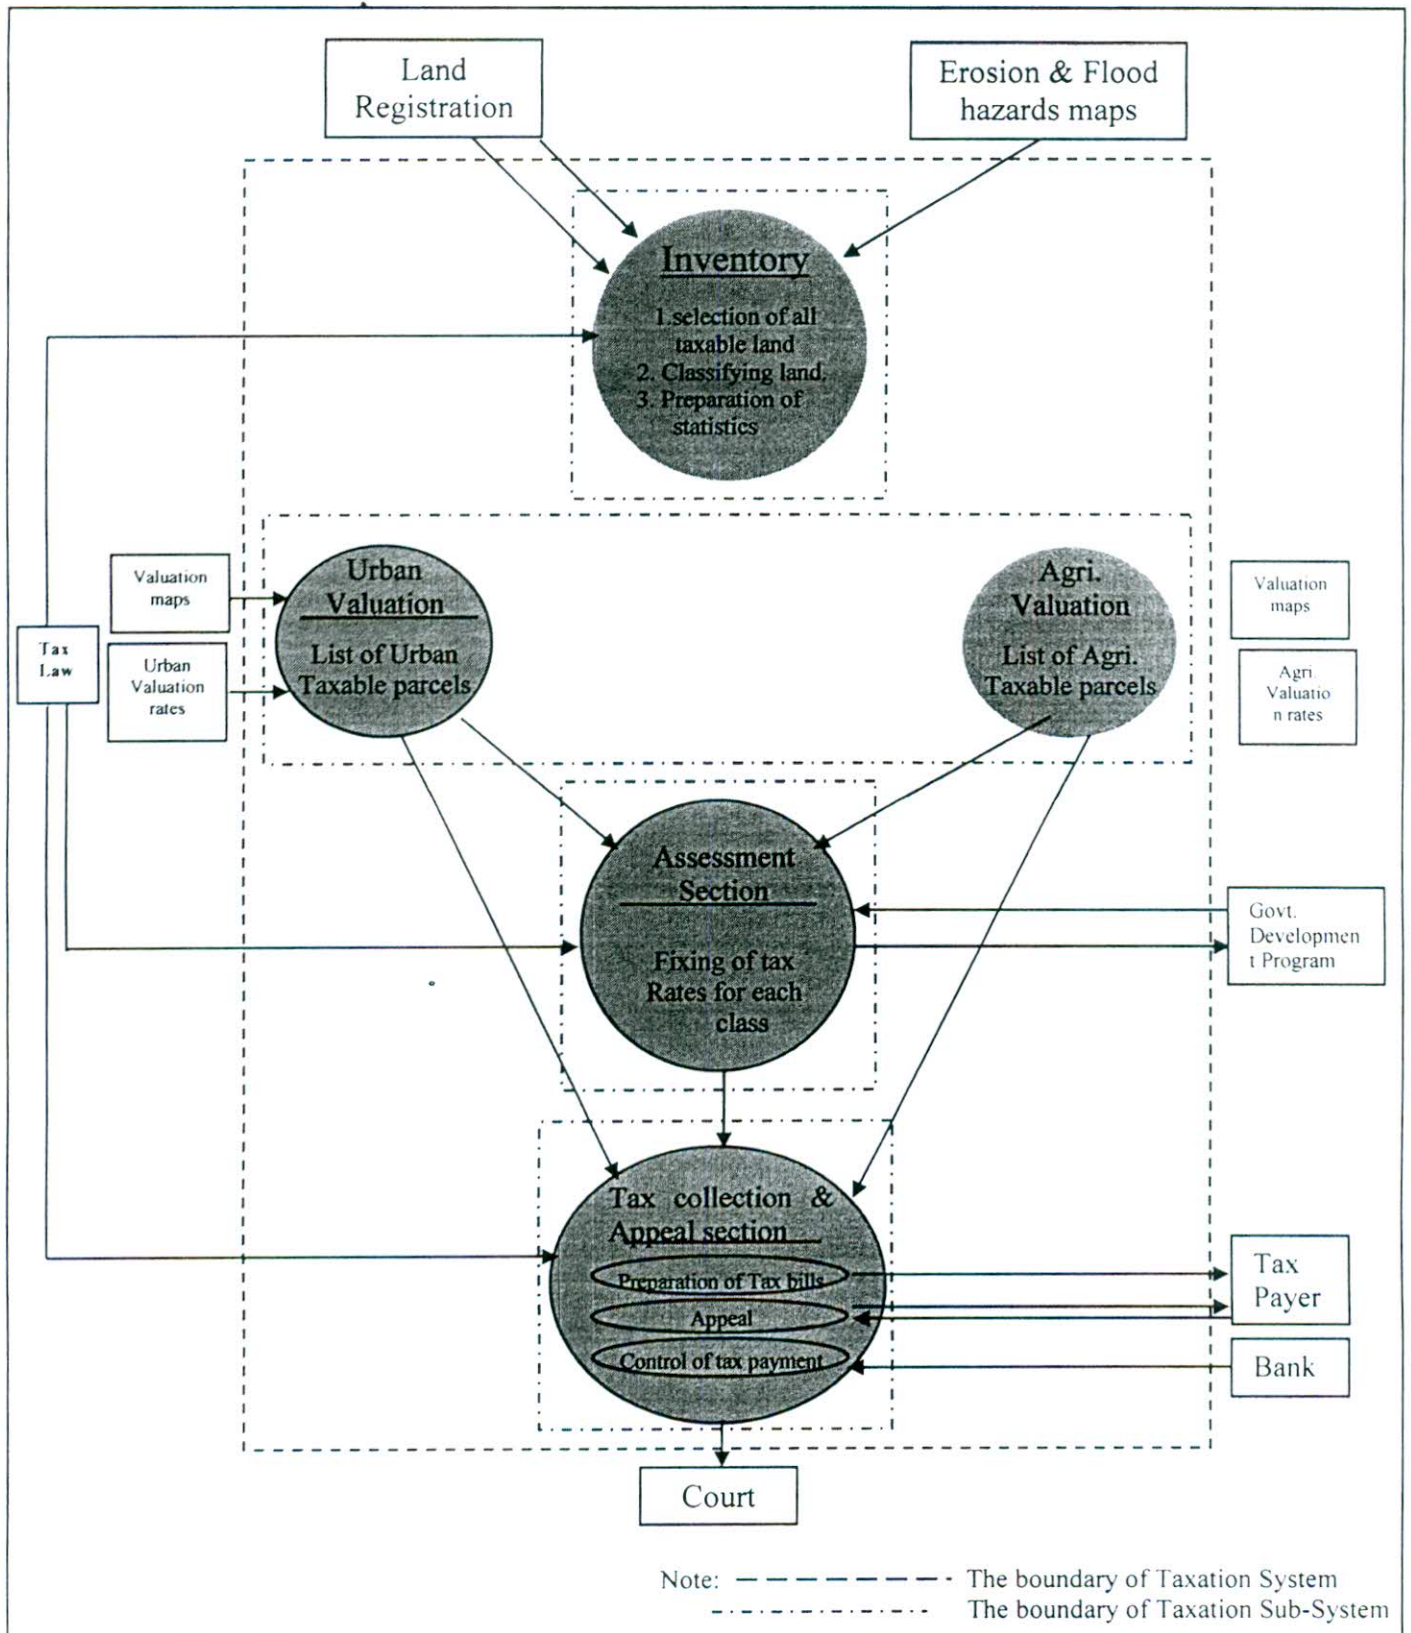 Land
Registration
Erosion & Flood
hazards maps
Inventory
1.selection of all
taxable land
2. Classifying land.
3. Preparation of
statistics
Valuation
maps
Urban
Valuation
rates
Tax
Law
Urban
Valuation
List of Urban
Taxable parcels
Agri.
Valuation
List of Agri.
Taxable parcels
Valuation
maps
Agri.
Valuatio
n rates
Assessment
Section
Fixing of tax
Rates for each
class
Govt.
Developmen
t Program
Tax collection &
Appeal section
Preparation of Tax bills
Appeal
Control of tax payment
Tax
Payer
Bank
Court
Note: The boundary of Taxation System
The boundary of Taxation Sub-System